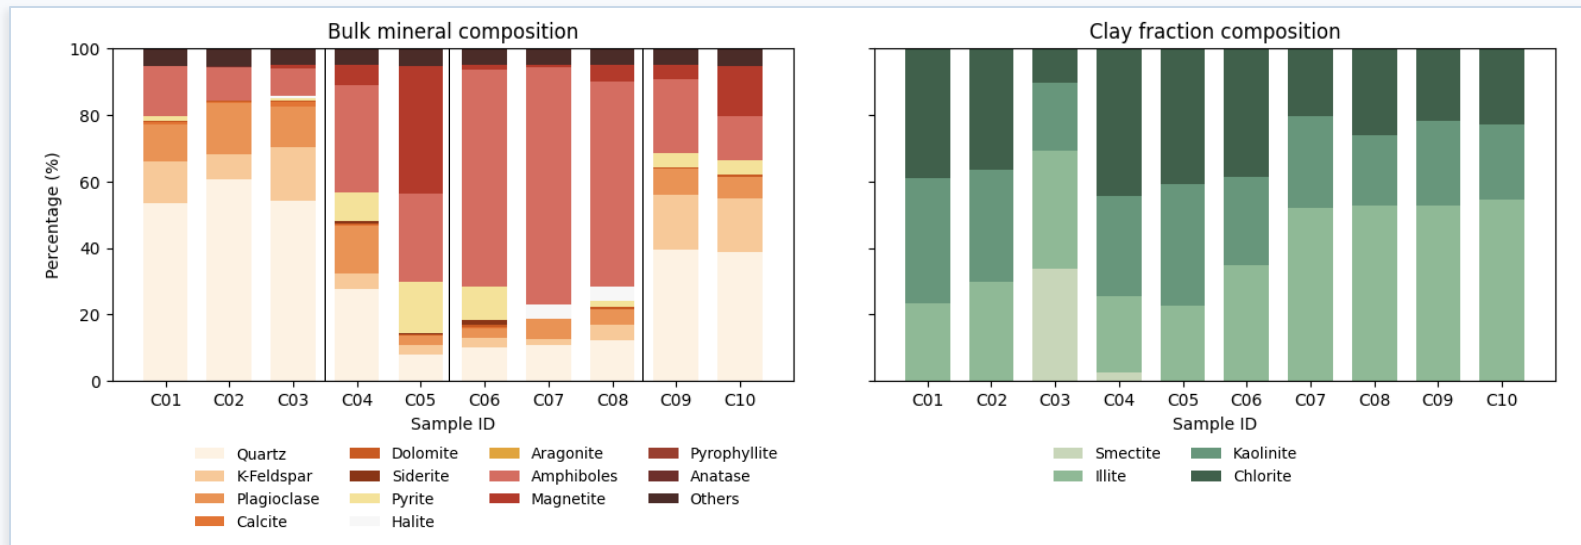 Bulk mineral composition
Clay fraction composition
Percentage (%)
100
80
60
40
20
0
C01 C02 C03 C04 C05 C06 C07 C08 C09 C10
C01 C02 C03 C04 C05 C06 C07 C08 C09 C10
Sample ID
Sample ID
Quartz Dolomite Aragonite Pyrophyllite
K-Feldspar Siderite Amphiboles Anatase
Plagioclase Pyrite Magnetite Others
Calcite Halite
Smectite Kaolinite
Illite Chlorite